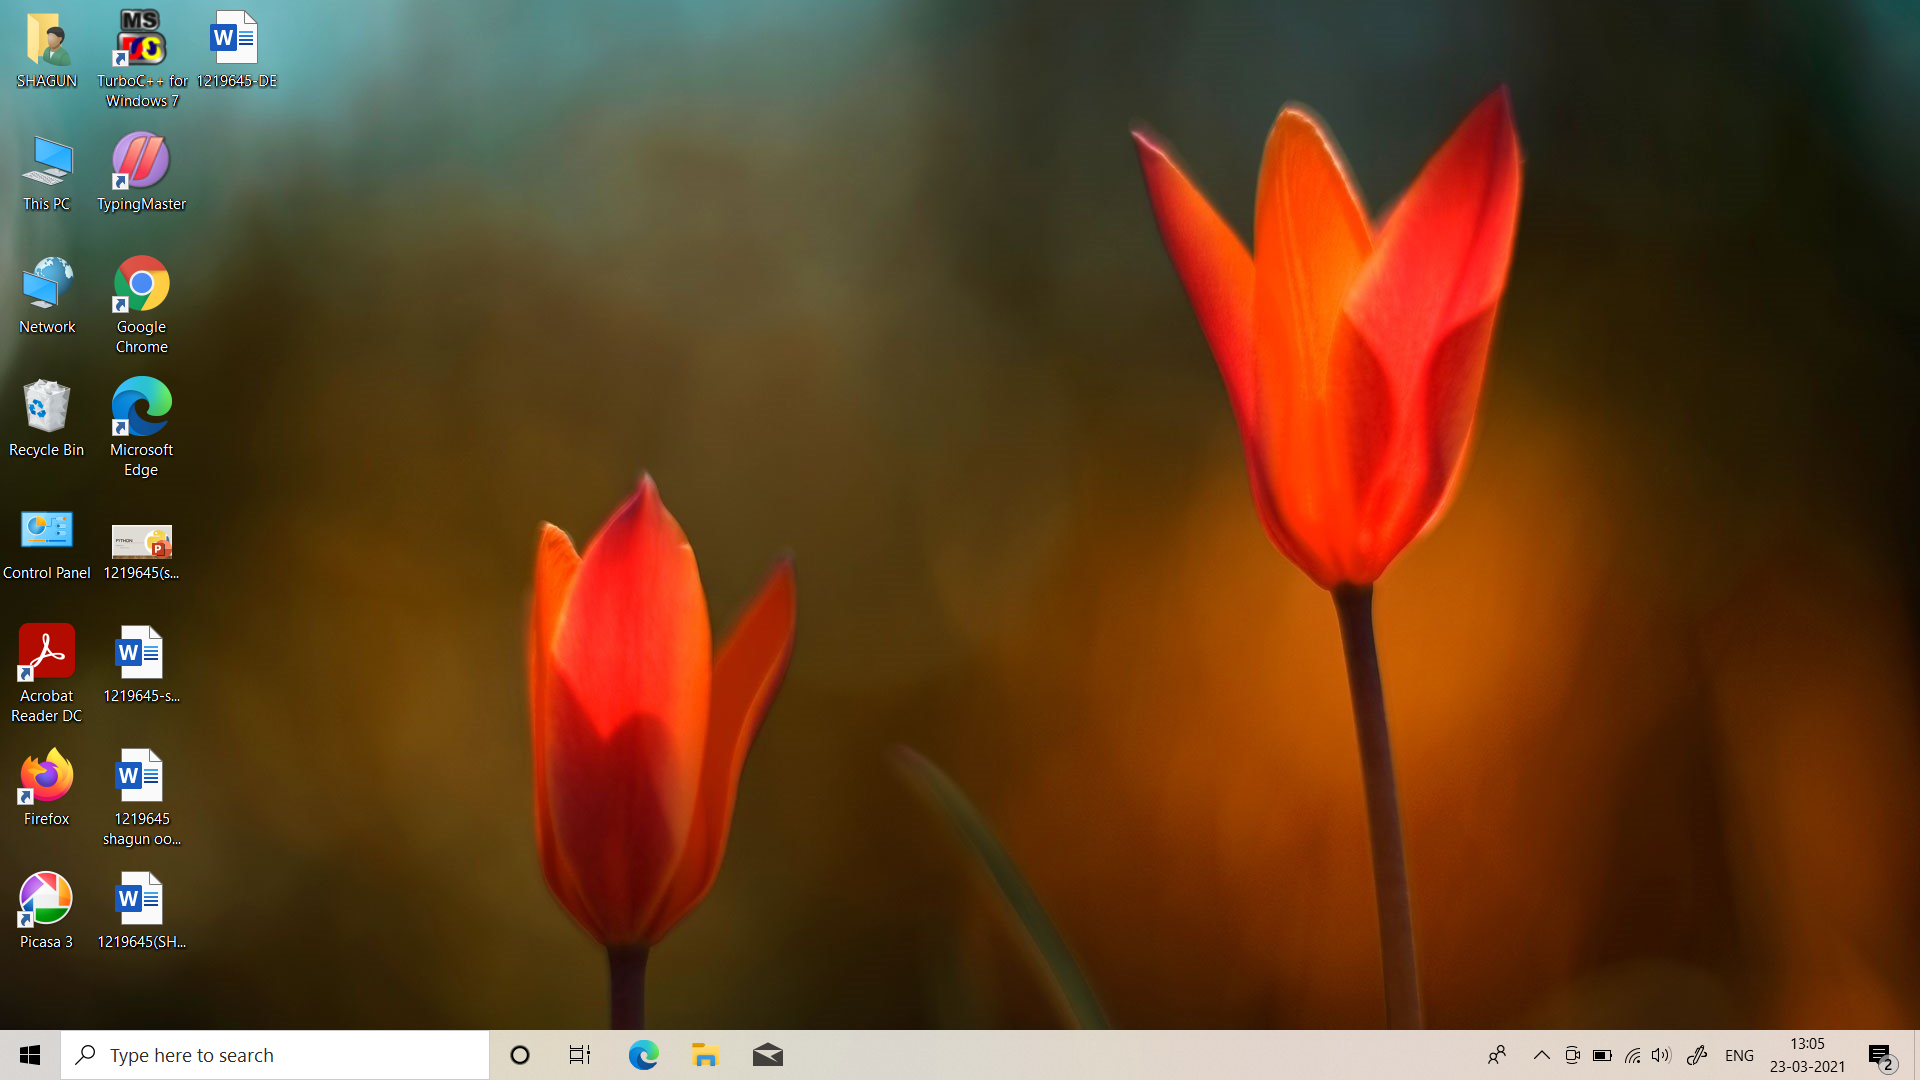 SHAGUN
This PC
Network
Recycle Bin
Control Panel
Acrobat
Reader DC
Firefox
Picasa 3
MS
TurboC++ for
Windows 7
TypingMaster
Google
Chrome
Microsoft
Edge
PYTHON
P
1219645(s...
W
1219645-s...
W
1219645
shagun oo...
W
1219645(SH...
W
1219645-DE
Type here to search
ENG
13:05
23-03-2021
2